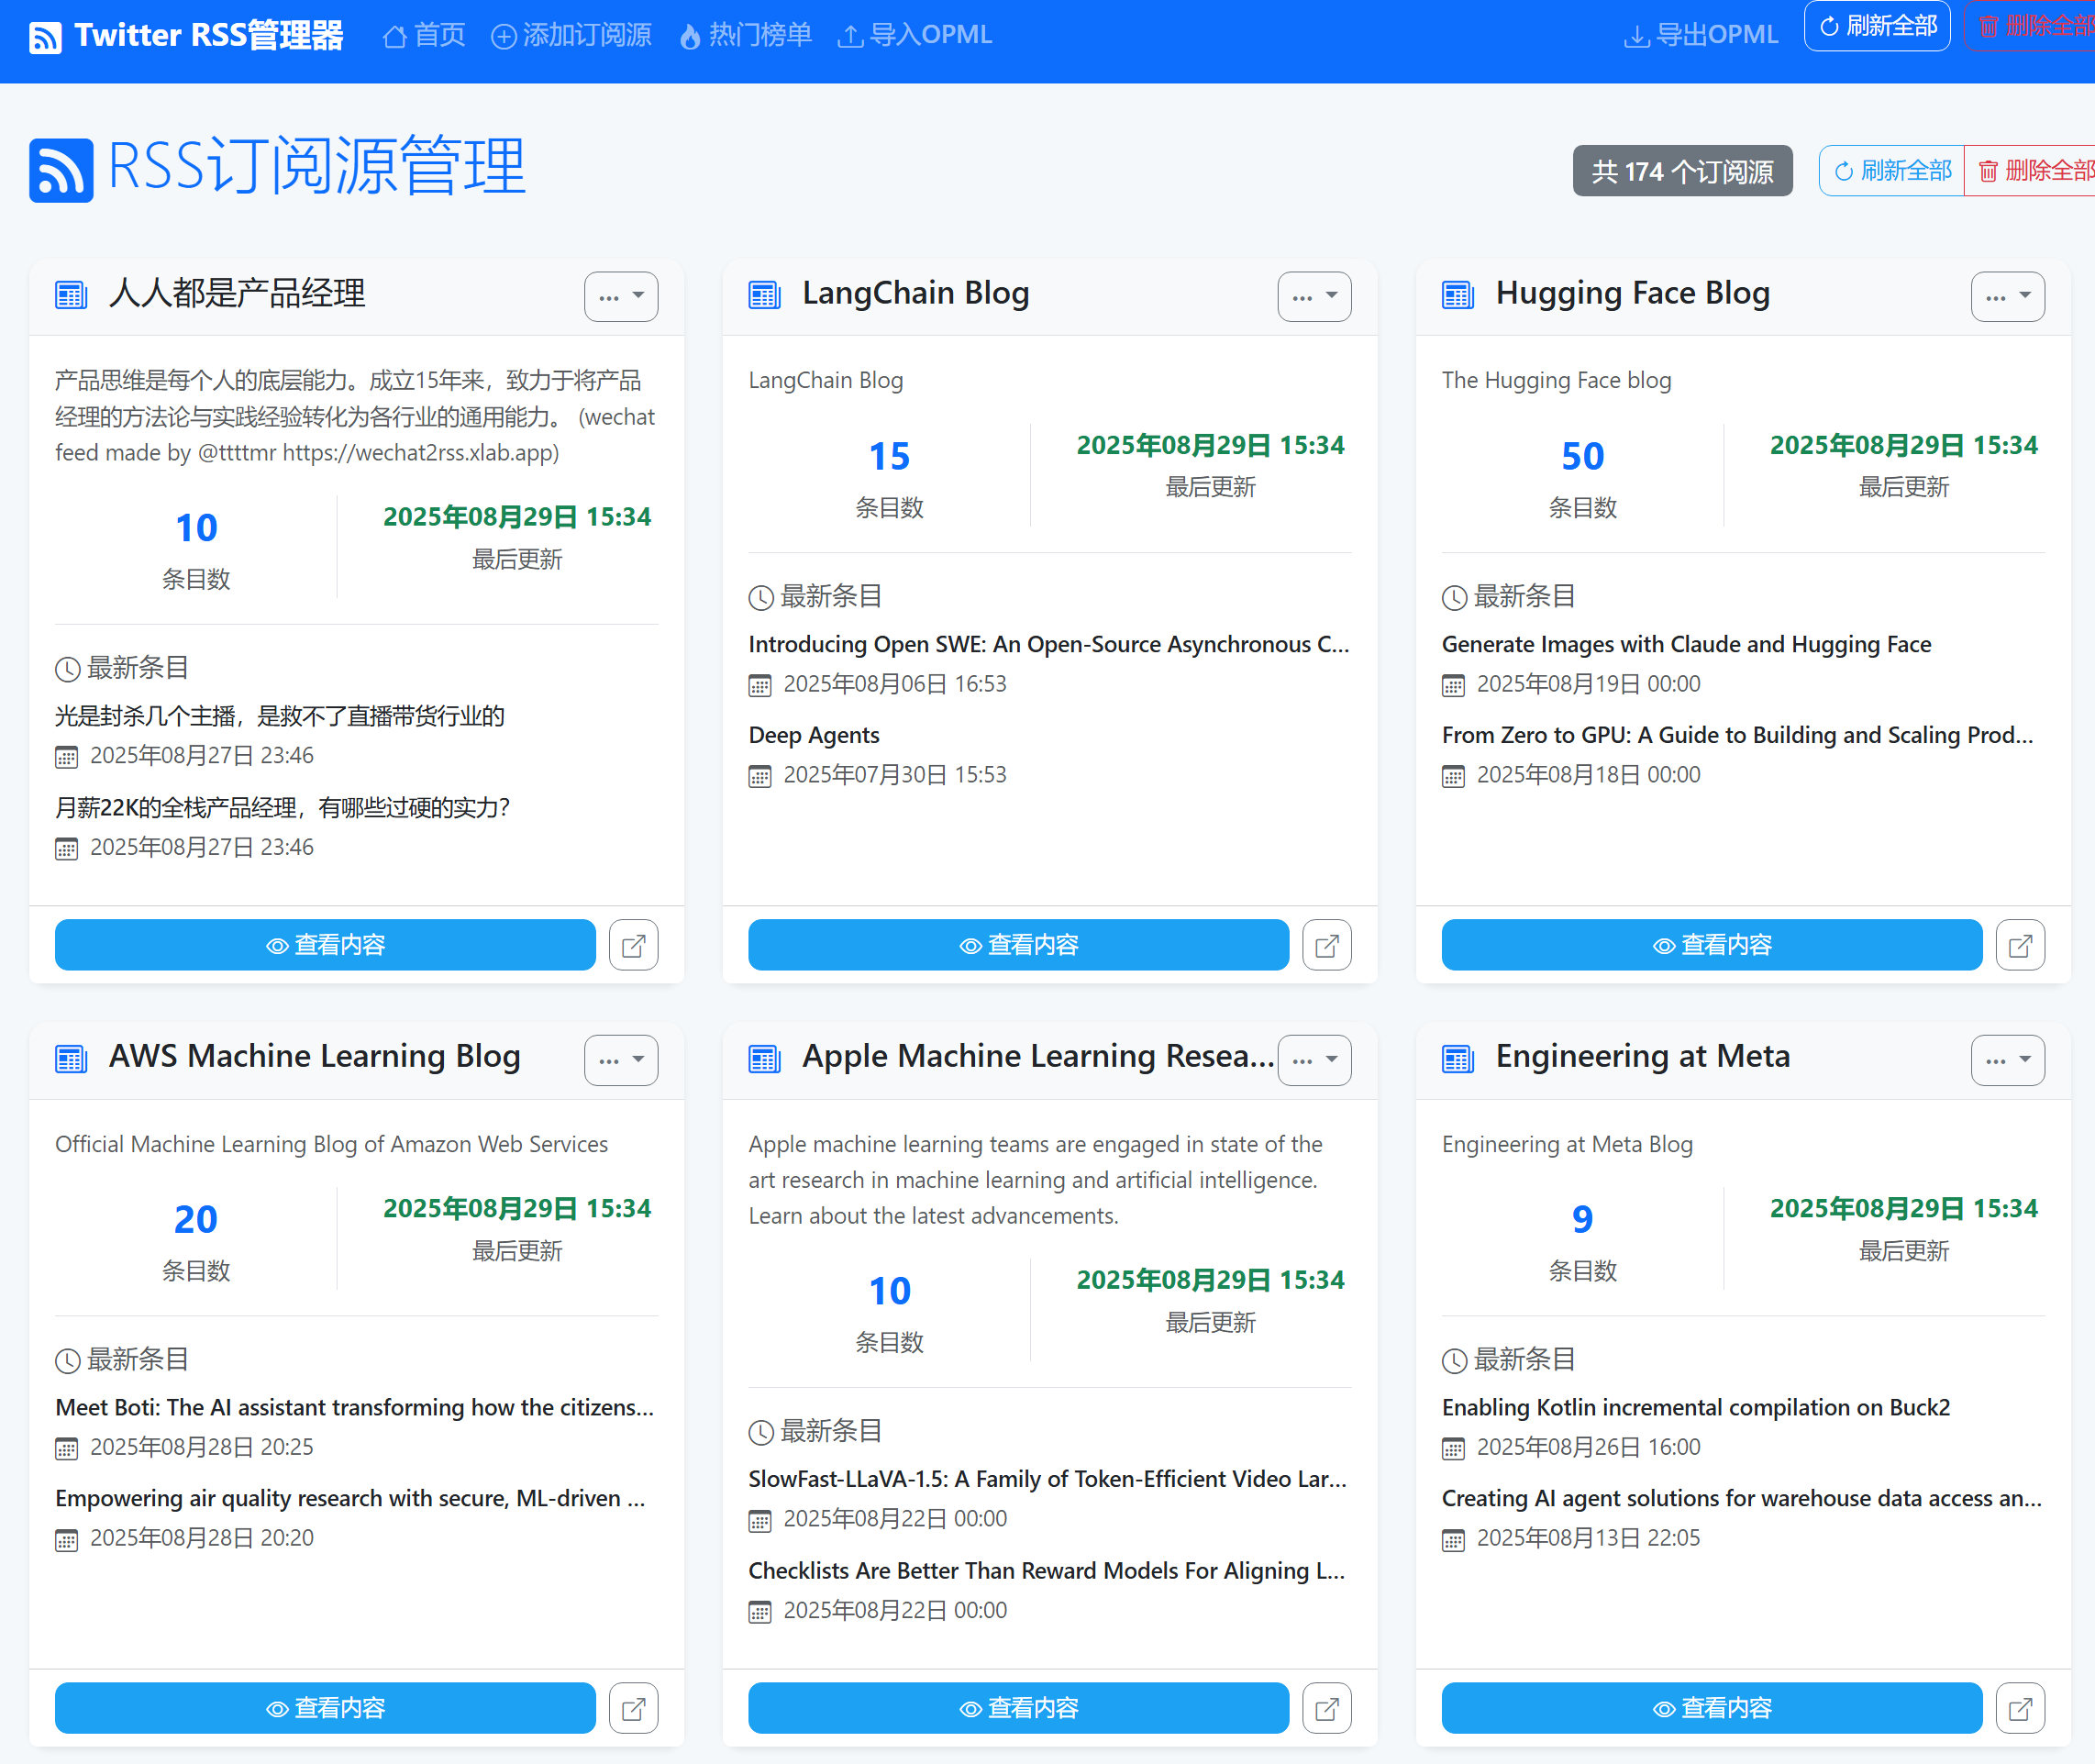 Twitter RSS管理器 首页 添加订阅源 热门榜单 导入OPML 导出OPML 刷新全部 删除全部
RSS订阅源管理
共 174 个订阅源 刷新全部 删除全部
人人都是产品经理
...
产品思维是每个人的底层能力。成立15年来，致力于将产品
经理的方法论与实践经验转化为各行业的通用能力。 (wechat
feed made by @ttttmr https://wechat2rss.xlab.app)
10
条目数
2025年08月29日 15:34
最后更新
最新条目
光是封杀几个主播，是救不了直播带货行业的
2025年08月27日 23:46
月薪22K的全栈产品经理，有哪些过硬的实力？
2025年08月27日 23:46
查看内容
LangChain Blog
...
LangChain Blog
15
条目数
2025年08月29日 15:34
最后更新
最新条目
Introducing Open SWE: An Open-Source Asynchronous C...
2025年08月06日 16:53
Deep Agents
2025年07月30日 15:53
查看内容
Hugging Face Blog
...
The Hugging Face blog
50
条目数
2025年08月29日 15:34
最后更新
最新条目
Generate Images with Claude and Hugging Face
2025年08月19日 00:00
From Zero to GPU: A Guide to Building and Scaling Prod...
2025年08月18日 00:00
查看内容
AWS Machine Learning Blog
...
Official Machine Learning Blog of Amazon Web Services
20
条目数
2025年08月29日 15:34
最后更新
最新条目
Meet Boti: The AI assistant transforming how the citizens...
2025年08月28日 20:25
Empowering air quality research with secure, ML-driven ...
2025年08月28日 20:20
查看内容
Apple Machine Learning Resea...
...
Apple machine learning teams are engaged in state of the
art research in machine learning and artificial intelligence.
Learn about the latest advancements.
10
条目数
2025年08月29日 15:34
最后更新
最新条目
SlowFast-LLaVA-1.5: A Family of Token-Efficient Video Lar...
2025年08月22日 00:00
Checklists Are Better Than Reward Models For Aligning L...
2025年08月22日 00:00
查看内容
Engineering at Meta
...
Engineering at Meta Blog
9
条目数
2025年08月29日 15:34
最后更新
最新条目
Enabling Kotlin incremental compilation on Buck2
2025年08月26日 16:00
Creating AI agent solutions for warehouse data access an...
2025年08月13日 22:05
查看内容